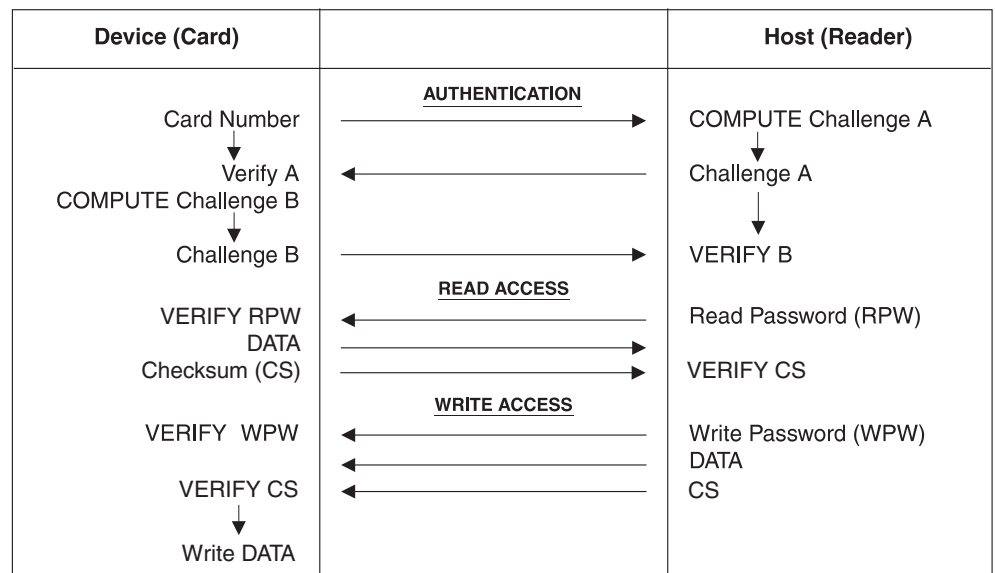 Device (Card) Host (Reader)
AUTHENTICATION
Card Number COMPUTE Challenge A
Verify A Challenge A
COMPUTE Challenge B
Challenge B VERIFY B
READ ACCESS
VERIFY RPW Read Password (RPW)
DATA
Checksum (CS) VERIFY CS
WRITE ACCESS
VERIFY WPW Write Password (WPW)
DATA
VERIFY CS CS
Write DATA